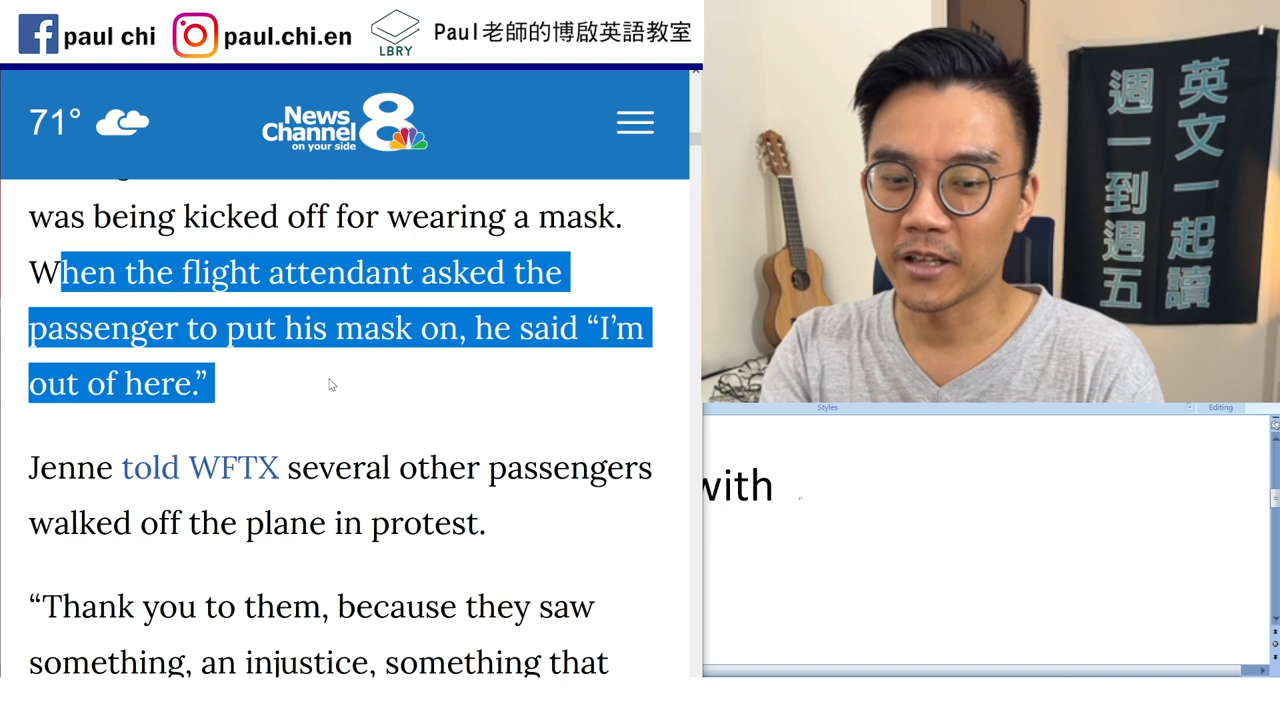 paul chi
paul.chi.en
LBRY
Paul老師的博啟英語教室
71°
News
Channel
8
on your side
was being kicked off for wearing a mask.
When the flight attendant asked the
passenger to put his mask on, he said “I’m
out of here.”
Jenne told WFTX several other passengers
walked off the plane in protest.
“Thank you to them, because they saw
something, an injustice, something that
英文一起讀
週一到週五
Styles
Editing
with